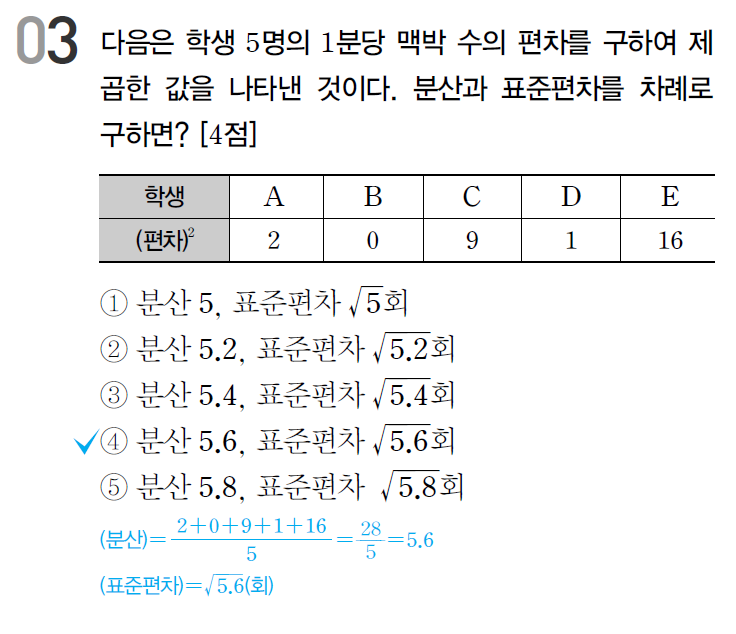 03 다음은 학생 5명의 1분당 맥박 수의 편차를 구하여 제
곱한 값을 나타낸 것이다. 분산과 표준편차를 차례로
구하면? [4점]
학생 A B C D E
(편차)² 2 0 9 1 16
① 분산 5, 표준편차 √5회
② 분산 5.2, 표준편차 √5.2회
③ 분산 5.4, 표준편차 √5.4회
④ 분산 5.6, 표준편차 √5.6회
⑤ 분산 5.8, 표준편차 √5.8회
(분산)=(2+0+9+1+16)/5=28/5=5.6
(표준편차)=√5.6(회)